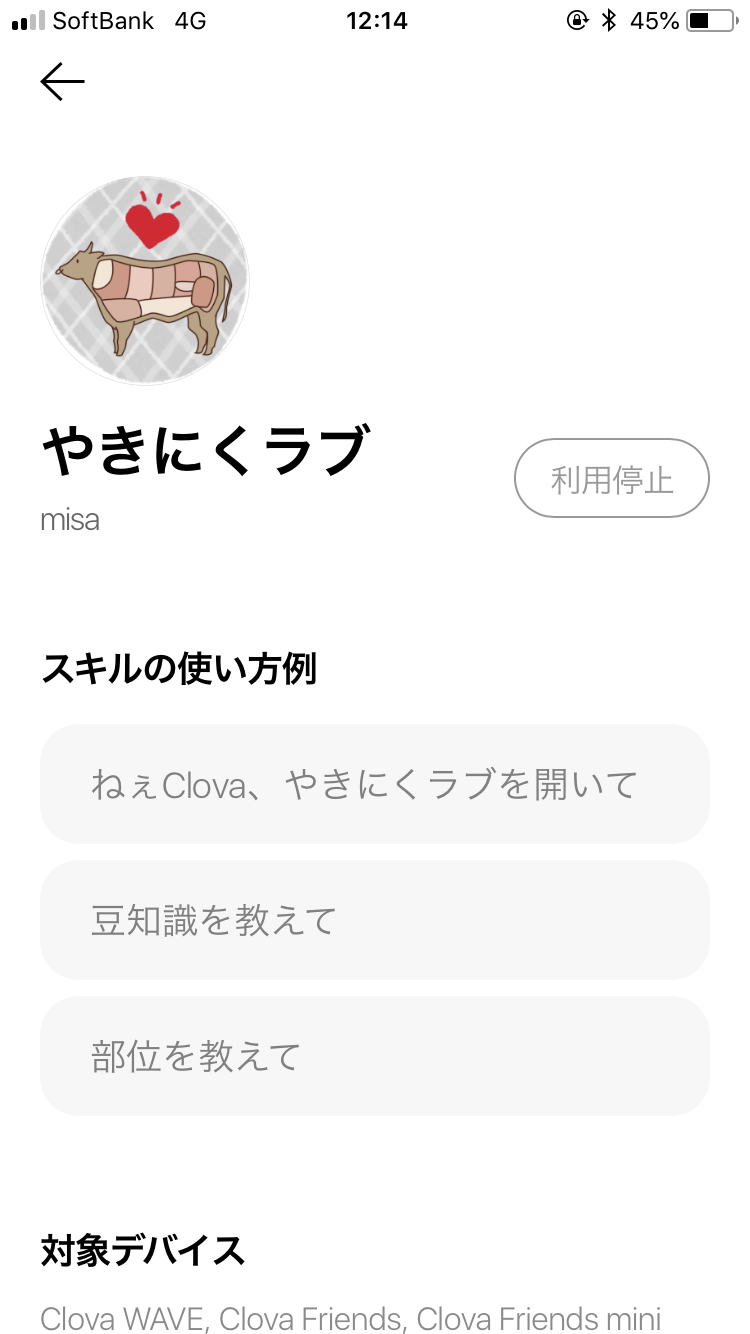 SoftBank 4G 12:14 45%
やきにくラブ
利用停止
misa
スキルの使い方例
ねぇClova、やきにくラブを開いて
豆知識を教えて
部位を教えて
対象デバイス
Clova WAVE, Clova Friends, Clova Friends mini